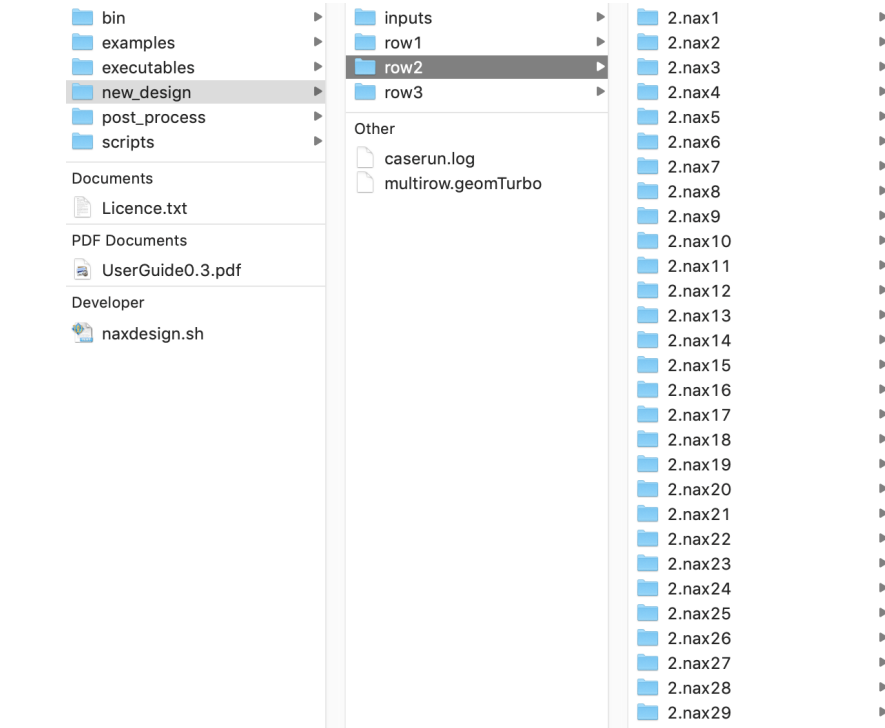 bin
examples
executables
new_design
post_process
scripts
Documents
Licence.txt
PDF Documents
UserGuide0.3.pdf
Developer
naxdesign.sh
inputs
row1
row2
row3
Other
caserun.log
multirow.geomTurbo
2.nax1
2.nax2
2.nax3
2.nax4
2.nax5
2.nax6
2.nax7
2.nax8
2.nax9
2.nax10
2.nax11
2.nax12
2.nax13
2.nax14
2.nax15
2.nax16
2.nax17
2.nax18
2.nax19
2.nax20
2.nax21
2.nax22
2.nax23
2.nax24
2.nax25
2.nax26
2.nax27
2.nax28
2.nax29